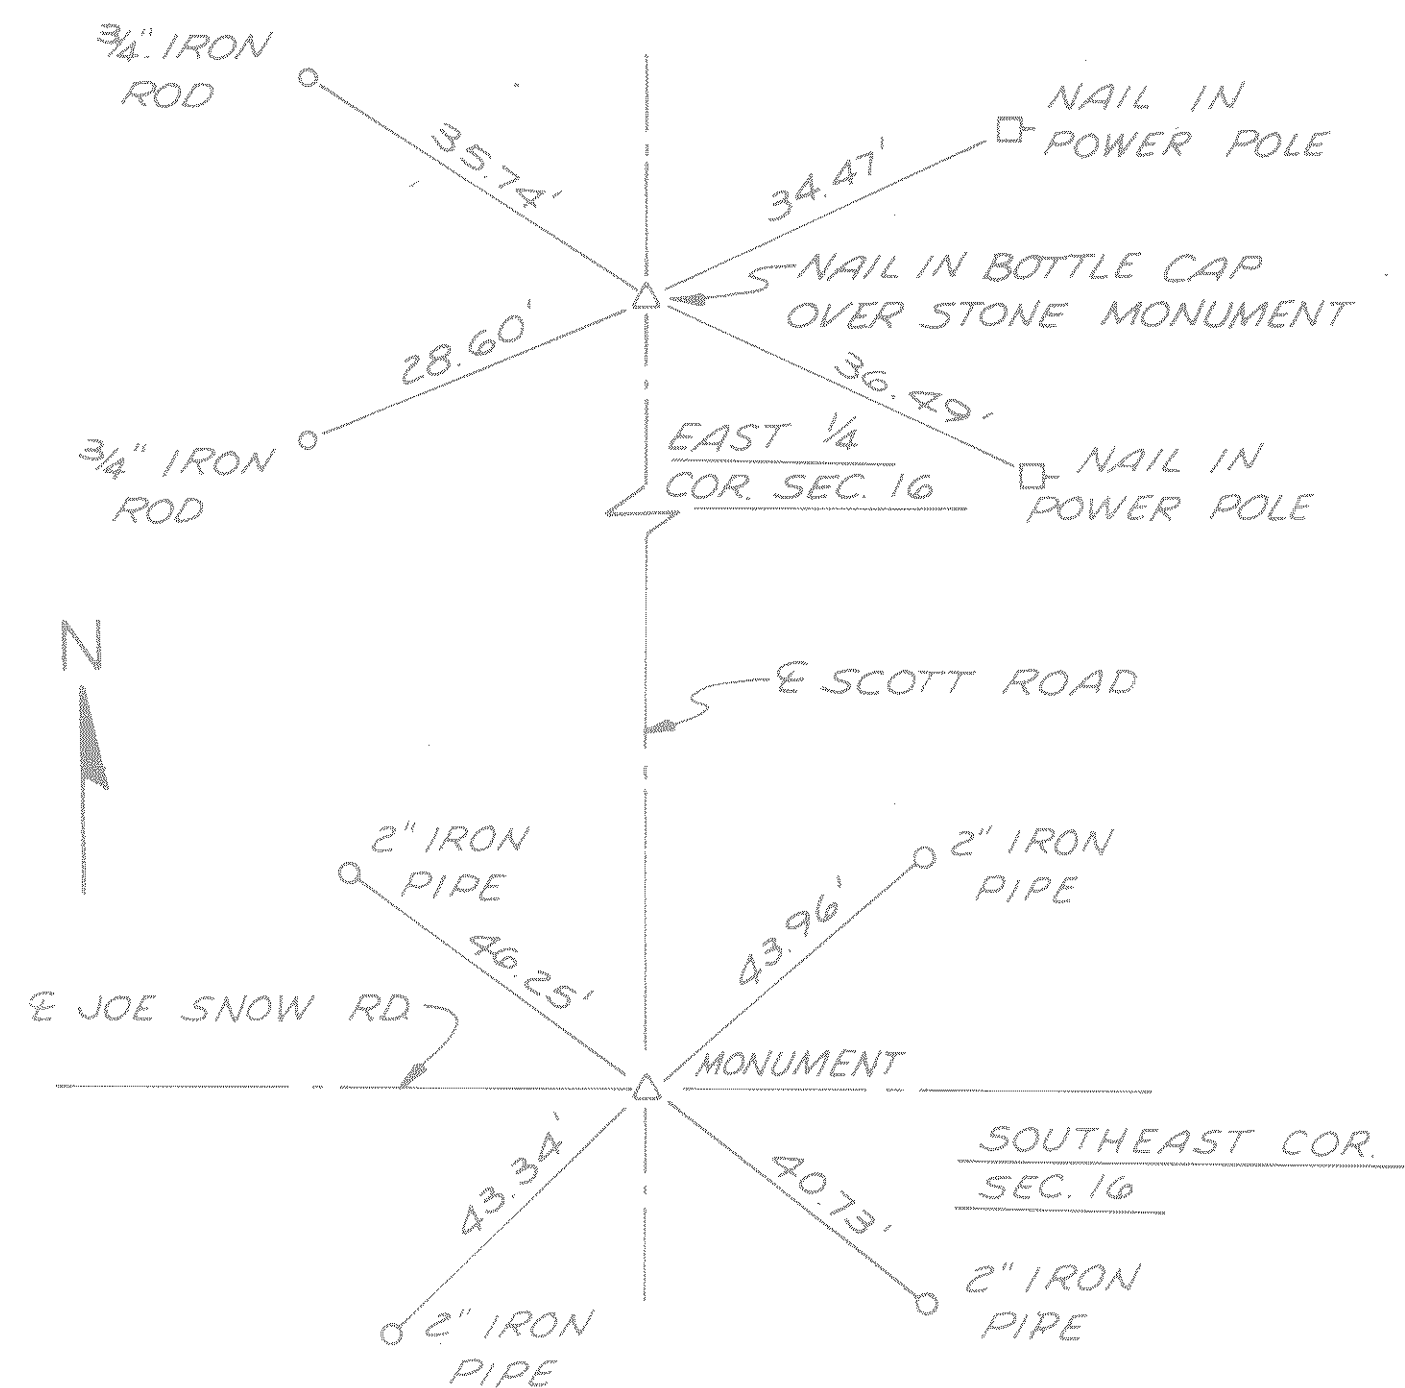 3/4" IRON
ROD
35.74'
NAIL IN
POWER POLE
34.47'
NAIL IN BOTTLE CAP
OVER STONE MONUMENT
28.60'
36.49'
3/4" IRON
ROD
EAST 1/4
COR. SEC. 16
NAIL IN
POWER POLE
N
℄ SCOTT ROAD
2" IRON
PIPE
2" IRON
PIPE
46.25'
43.96'
℄ JOE SNOW RD.
MONUMENT
43.34'
40.73'
SOUTHEAST COR.
SEC. 16
2" IRON
PIPE
2" IRON
PIPE